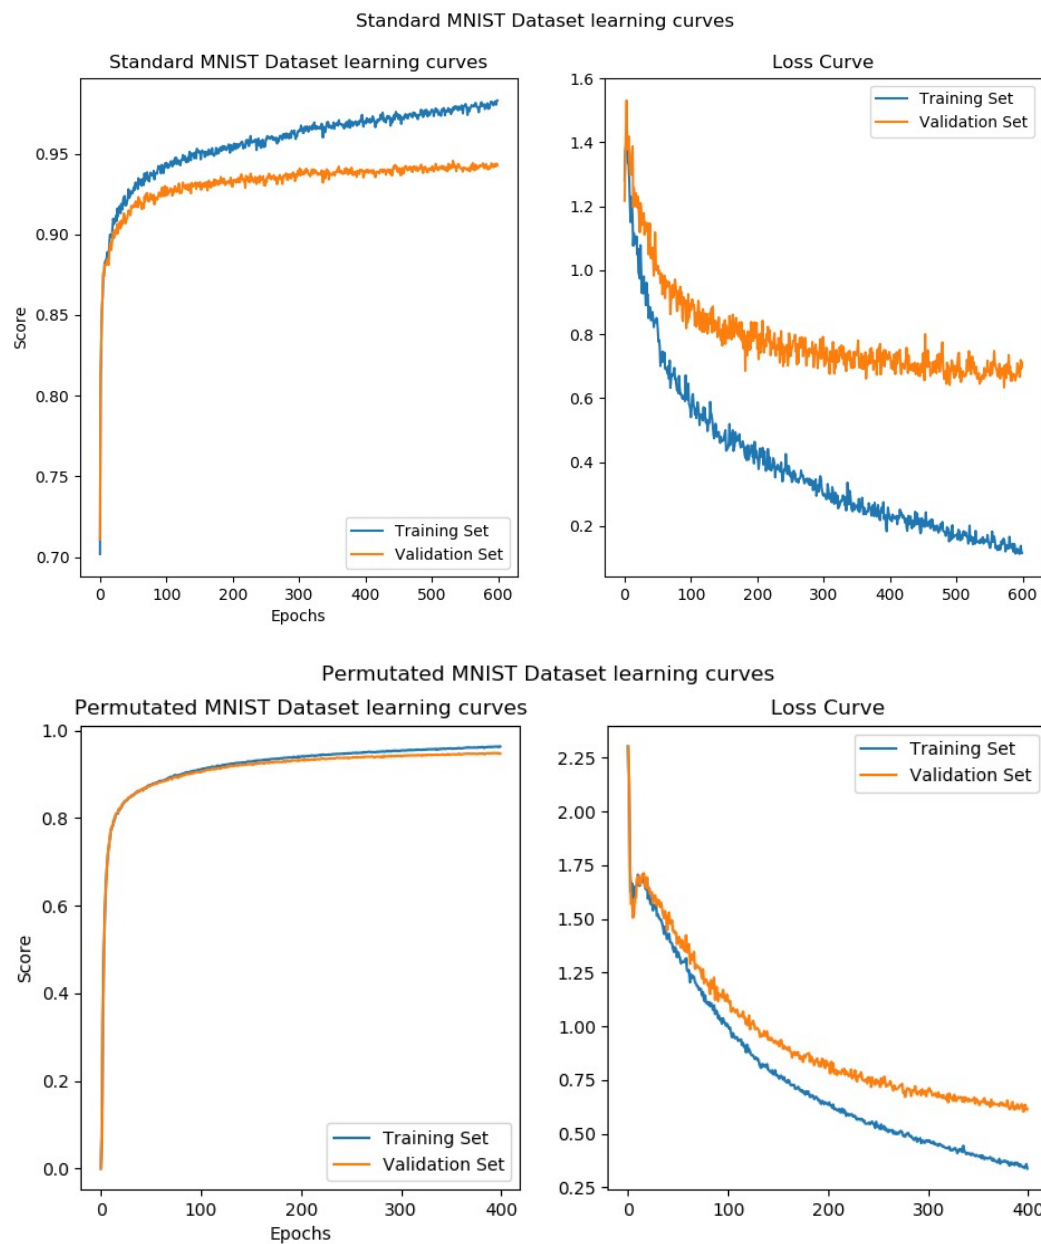 Standard MNIST Dataset learning curves
Standard MNIST Dataset learning curves
Score
0.95
0.90
0.85
0.80
0.75
0.70
Training Set
Validation Set
0 100 200 300 400 500 600
Epochs
Loss Curve
1.6
1.4
1.2
1.0
0.8
0.6
0.4
0.2
Training Set
Validation Set
0 100 200 300 400 500 600
Permutated MNIST Dataset learning curves
Permutated MNIST Dataset learning curves
Score
1.0
0.8
0.6
0.4
0.2
0.0
Training Set
Validation Set
0 100 200 300 400
Epochs
Loss Curve
2.25
2.00
1.75
1.50
1.25
1.00
0.75
0.50
0.25
Training Set
Validation Set
0 100 200 300 400